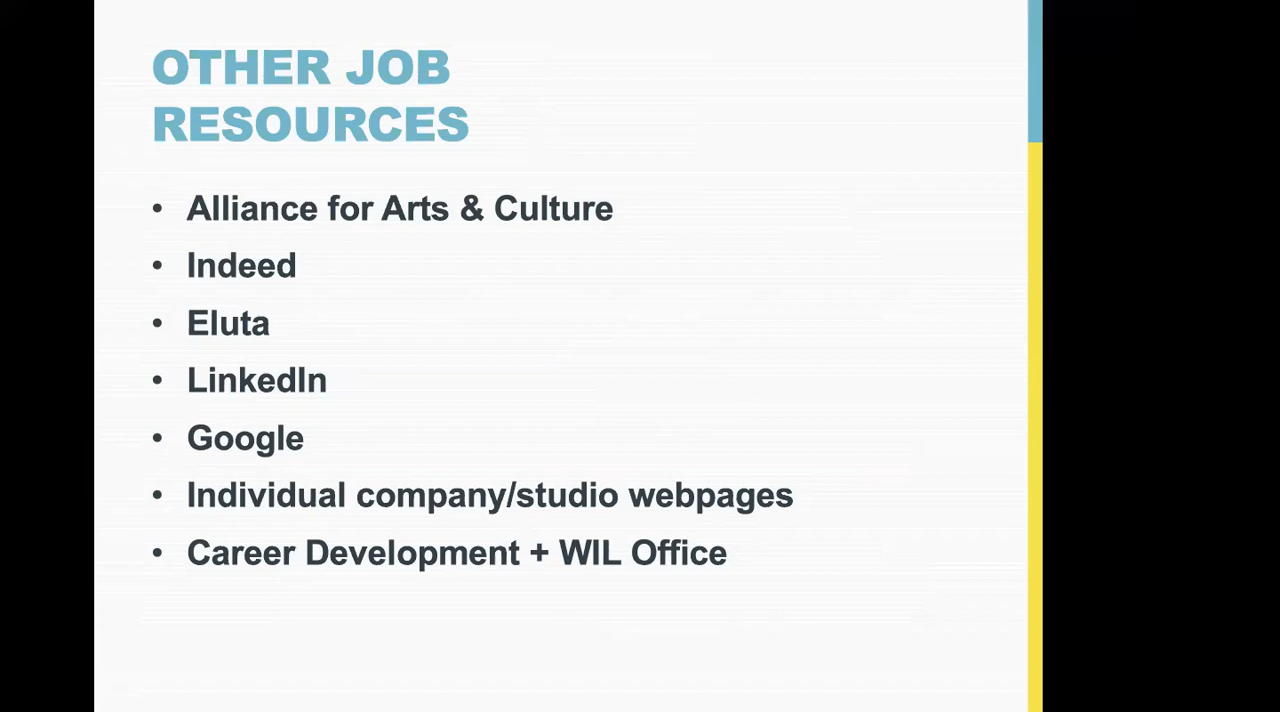 OTHER JOB
RESOURCES
• Alliance for Arts & Culture
• Indeed
• Eluta
• LinkedIn
• Google
• Individual company/studio webpages
• Career Development + WIL Office